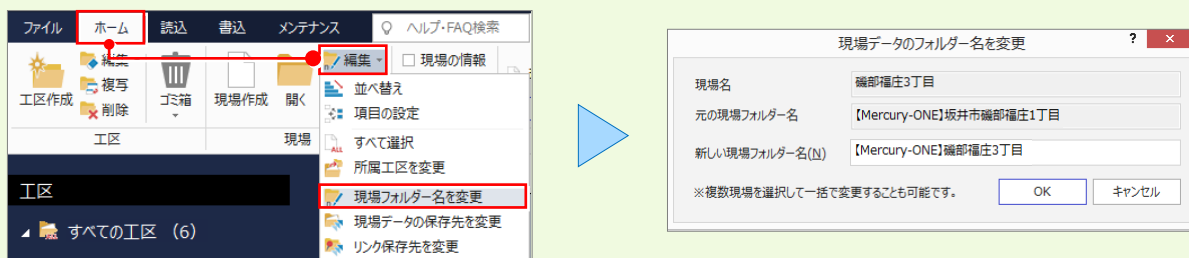 ファイル ホーム 読込 書込 メンテナンス ヘルプ・FAQ検索
編集 編集 現場の情報
複写 並べ替え
工区作成 削除 ゴミ箱 現場作成 開く 項目の設定
工区 現場 すべて選択
所属工区を変更
工区 現場フォルダー名を変更
現場データの保存先を変更
すべての工区 (6) リンク保存先を変更
現場データのフォルダー名を変更 ? ×
現場名 磯部福庄3丁目
元の現場フォルダー名 【Mercury-ONE】坂井市磯部福庄1丁目
新しい現場フォルダー名(N) 【Mercury-ONE】磯部福庄3丁目
※複数現場を選択して一括で変更することも可能です。 OK キャンセル